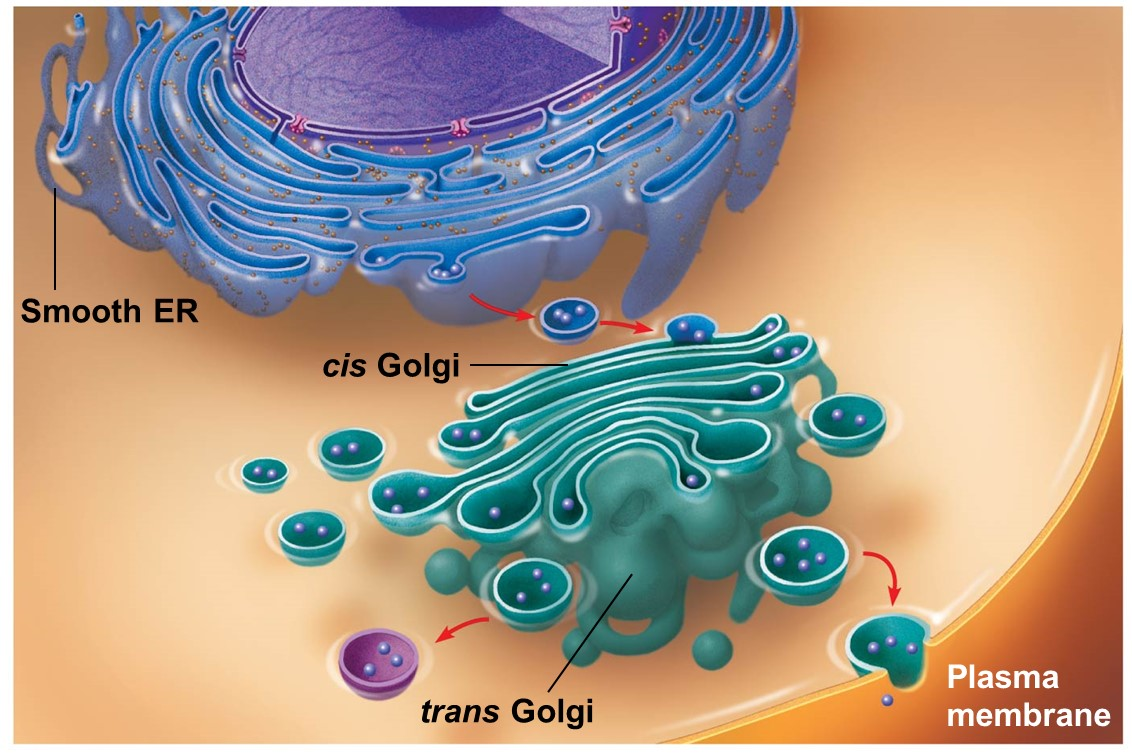 Smooth ER
cis Golgi
trans Golgi
Plasma
membrane